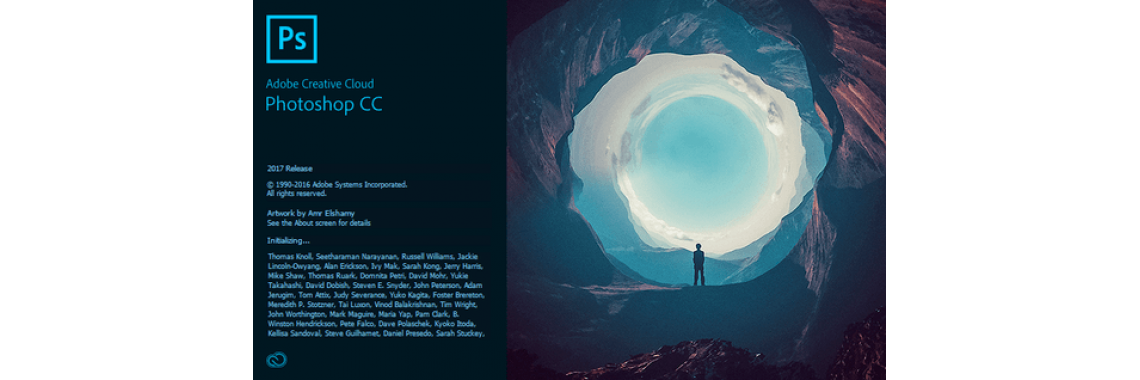 Ps
Adobe Creative Cloud
Photoshop CC
2017 Release
© 1990-2016 Adobe Systems Incorporated.
All rights reserved.
Artwork by Amr Elshamy
See the About screen for details
Initializing...
Thomas Knoll, Seetharaman Narayanan, Russell Williams, Jackie
Lincoln-Owyang, Alan Erickson, Ivy Mak, Sarah Kong, Jerry Harris,
Mike Shaw, Thomas Ruark, Domnita Petri, David Mohr, Yukie
Takahashi, David Dobish, Steven E. Snyder, John Peterson, Adam
Jerugim, Tom Attix, Judy Severance, Yuko Kagita, Foster Brereton,
Meredith P. Stotzner, Tai Luxon, Vinod Balakrishnan, Tim Wright,
John Worthington, Mark Maguire, Maria Yap, Pam Clark, B.
Winston Hendrickson, Pete Falco, Dave Polaschek, Kyoko Itoda,
Kellisa Sandoval, Steve Guilhamet, Daniel Presedo, Sarah Stuckey,